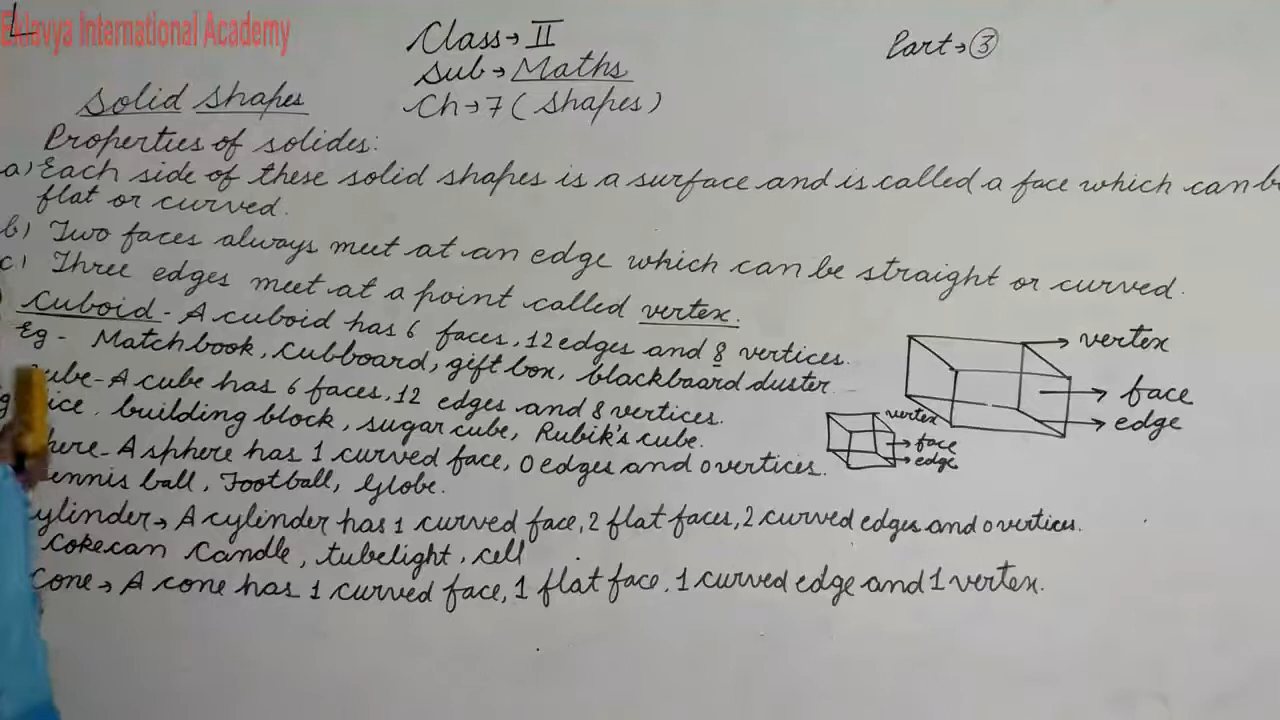 Eklavya International Academy
Class → II
Part → 3
Sub → Maths
Solid shapes
Ch → 7 ( Shapes )
Properties of solides:
a) Each side of these solid shapes is a surface and is called a face which can b
flat or curved.
b) Two faces always meet at an edge which can be straight or curved.
c) Three edges meet at a point called vertex.
Cuboid - A cuboid has 6 faces, 12 edges and 8 vertices.
Eg - Matchbook, Cubboard, gift box, blackboard duster
ube - A cube has 6 faces, 12 edges and 8 vertices.
ice, building block, sugar cube, Rubik's cube.
here - A sphere has 1 curved face, 0 edges and 0 vertices.
ennis ball, Football, Globe.
ylinder → A cylinder has 1 curved face, 2 flat faces, 2 curved edges and 0 vertices.
Cokecan Candle, tubelight, cell
Cone → A cone has 1 curved face, 1 flat face, 1 curved edge and 1 vertex.
vertex
face
edge
vertex
face
edge